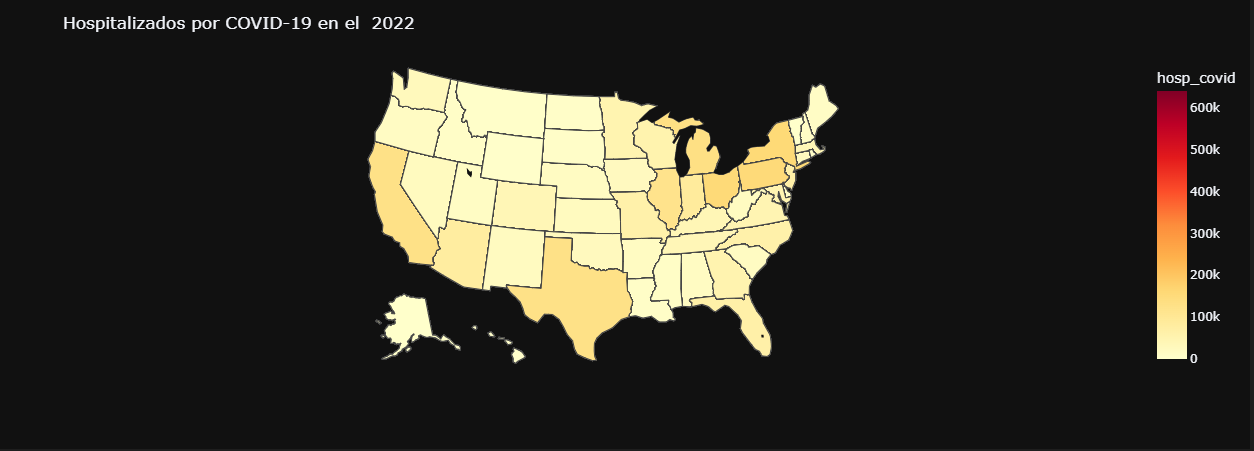 Hospitalizados por COVID-19 en el  2022
hosp_covid
600k
500k
400k
300k
200k
100k
0